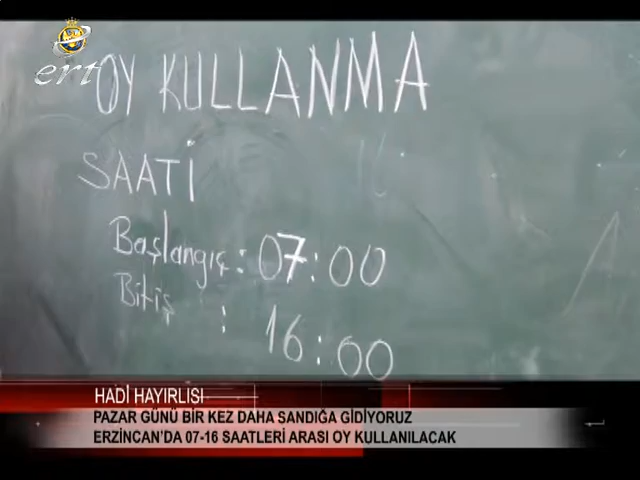 ert
OY KULLANMA
SAATİ
Başlangıç : 07:00
Bitiş : 16:00
HADİ HAYIRLISI
PAZAR GÜNÜ BİR KEZ DAHA SANDIĞA GİDİYORUZ
ERZİNCAN'DA 07-16 SAATLERİ ARASI OY KULLANILACAK